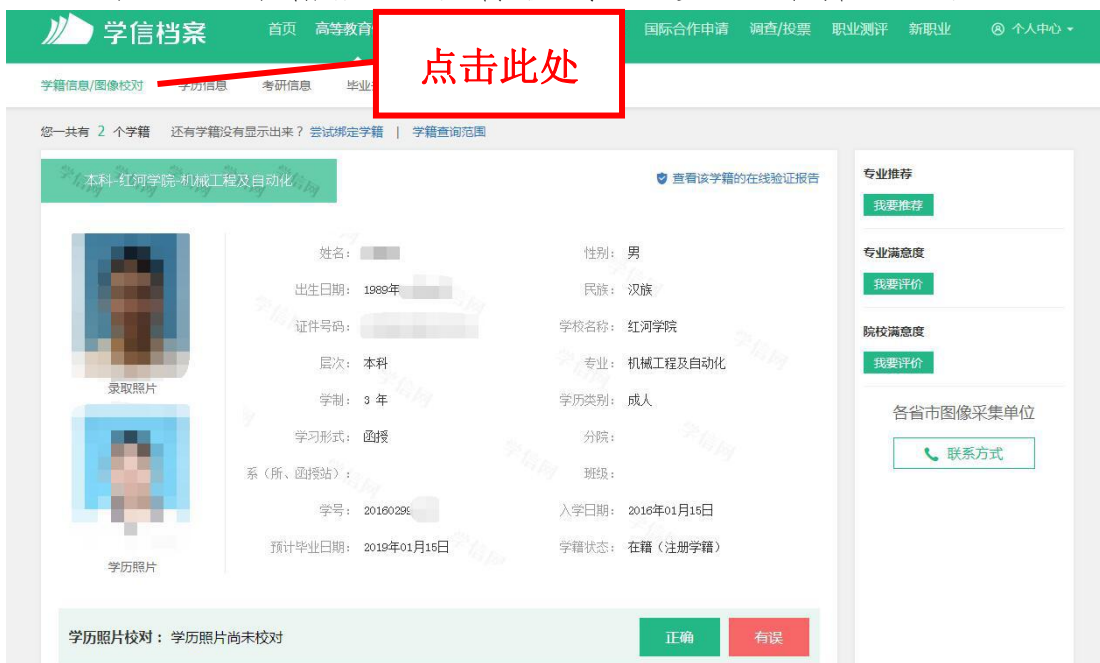 学信档案 首页 高等教育 国际合作申请 调查/投票 职业测评 新职业 个人中心
点击此处
学籍信息/图像校对 学历信息 考研信息 毕业
您一共有 2 个学籍 还有学籍没有显示出来？ 尝试绑定学籍 | 学籍查询范围
本科-红河学院-机械工程及自动化
查看该学籍的在线验证报告
姓名： 性别： 男
出生日期： 1989年 民族： 汉族
证件号码： 学校名称： 红河学院
层次： 本科 专业： 机械工程及自动化
录取照片
学制： 3 年 学历类别： 成人
学习形式： 函授 分院：
系（所、函授站）： 班级：
学号： 20160299 入学日期： 2016年01月15日
预计毕业日期： 2019年01月15日 学籍状态： 在籍（注册学籍）
学历照片
学历照片校对： 学历照片尚未校对 正确 有误
专业推荐
我要推荐
专业满意度
我要评价
院校满意度
我要评价
各省市图像采集单位
联系方式
学信网